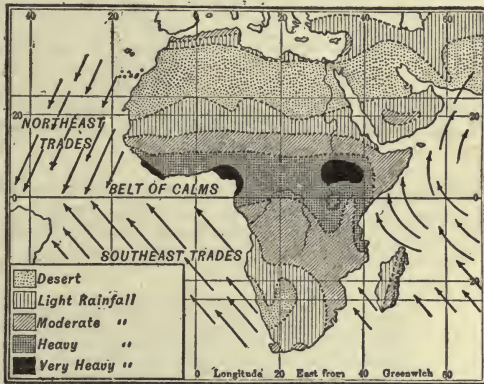 40 20 0 20 40 60
20
NORTHEAST
TRADES
BELT OF CALMS
0 0
SOUTHEAST TRADES
20
Desert
Light Rainfall
Moderate "
Heavy "
Very Heavy "
0 Longitude 20 East from 40 Greenwich 60